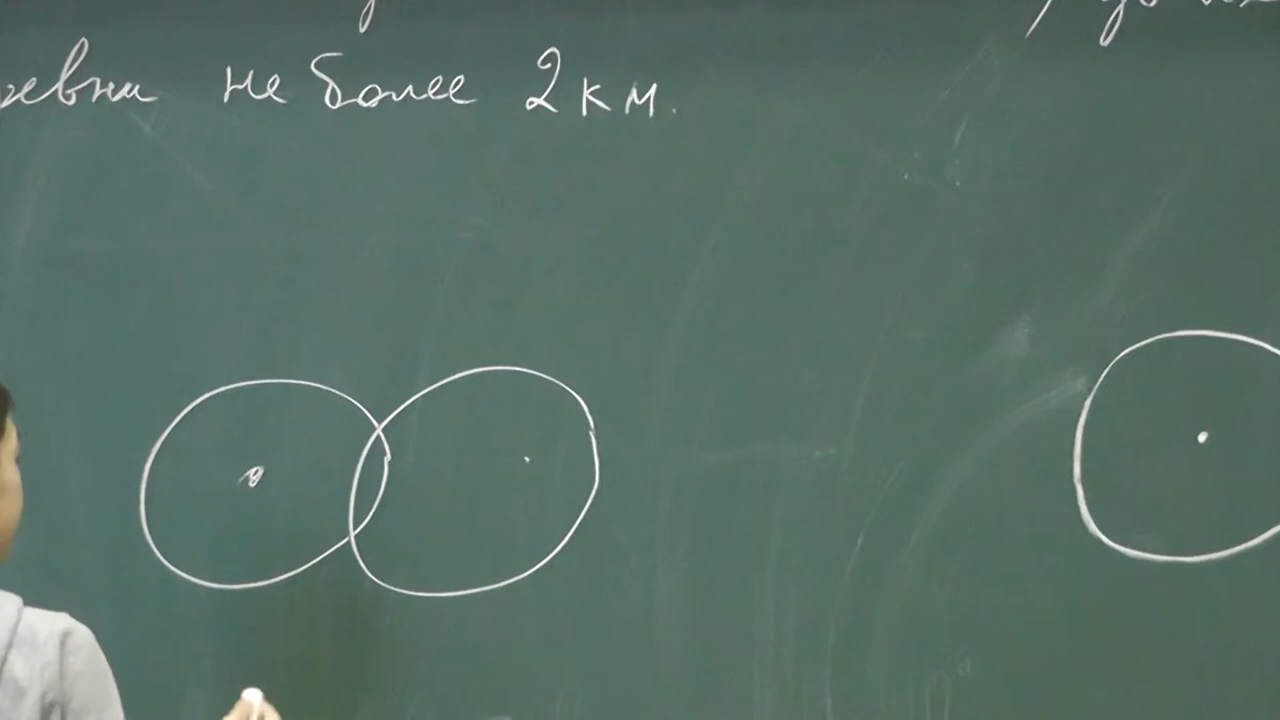 ревни не более 2 км.